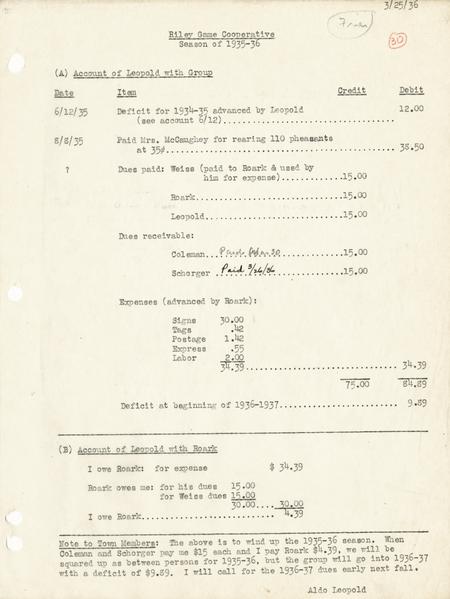 3/25/36
30
Riley Game Cooperative
Season of 1935-36
(A) Account of Leopold with Group
Date Item Credit Debit
6/12/35 Deficit for 1934-35 advanced by Leopold 12.00
(see account 6/12)
8/8/35 Paid Mrs. McCaughey for rearing 110 pheasants
at 35¢ 38.50
? Dues paid: Weiss (paid to Roark & used by
him for expense) 15.00
Roark 15.00
Leopold 15.00
Dues receivable:
Coleman Paid 15.00
Schorger Paid 3/26/36 15.00
Expenses (advanced by Roark):
Signs 30.00
Tags .42
Postage 1.42
Express .55
Labor 2.00
34.39 34.39
75.00 84.89
Deficit at beginning of 1936-1937 9.89
(B) Account of Leopold with Roark
I owe Roark: for expense $ 34.39
Roark owes me: for his dues 15.00
for Weiss dues 15.00
30.00 30.00
I owe Roark 4.39
Note to Town Members: The above is to wind up the 1935-36 season. When
Coleman and Schorger pay me $15 each and I pay Roark $4.39, we will be
squared up as between persons for 1935-36, but the group will go into 1936-37
with a deficit of $9.89. I will call for the 1936-37 dues early next fall.
Aldo Leopold